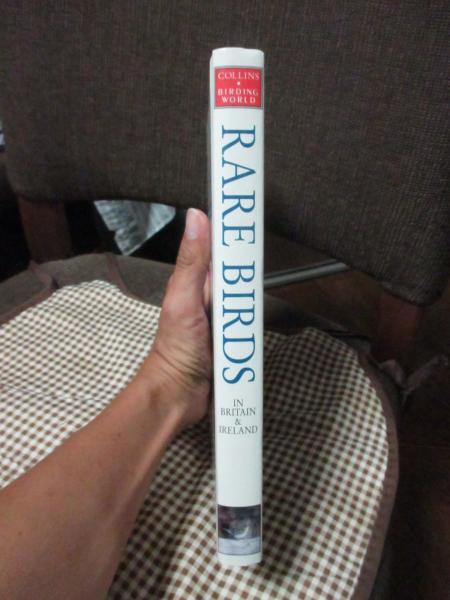 COLLINS
BIRDING
WORLD
RARE BIRDS
IN
BRITAIN
&
IRELAND